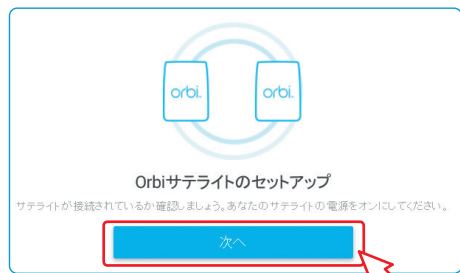 orbi. orbi.
Orbiサテライトのセットアップ
サテライトが接続されているか確認しましょう。あなたのサテライトの電源をオンにしてください。
次へ